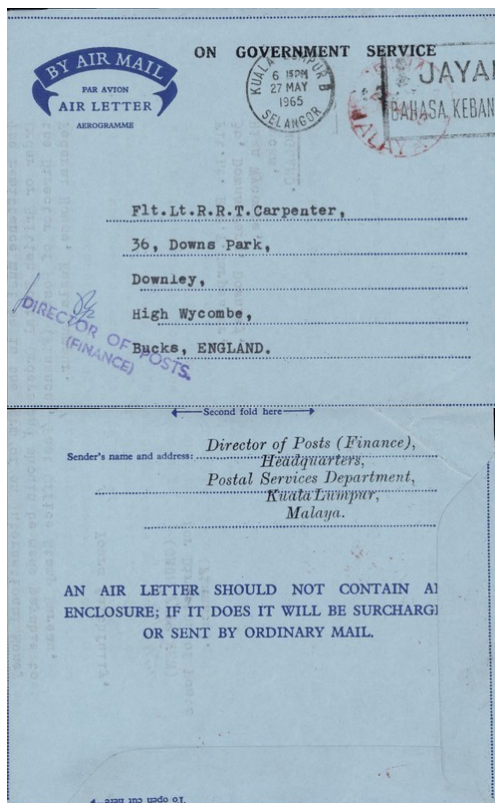 BY AIR MAIL
PAR AVION
AIR LETTER
AEROGRAMME
ON GOVERNMENT SERVICE
KUALA LUMPUR B
6 15PM
27 MAY
1965
SELANGOR
MALAYA
JAYA
BAHASA KEBAN
Flt.Lt.R.R.T.Carpenter,
36, Downs Park,
Downley,
High Wycombe,
Bucks, ENGLAND.
DIRECTOR OF POSTS.
(FINANCE)
Second fold here
Sender's name and address:
Director of Posts (Finance),
Headquarters,
Postal Services Department,
Kuala Lumpur,
Malaya.
AN AIR LETTER SHOULD NOT CONTAIN
ENCLOSURE; IF IT DOES IT WILL BE SURCHARG
OR SENT BY ORDINARY MAIL.
To open cut here